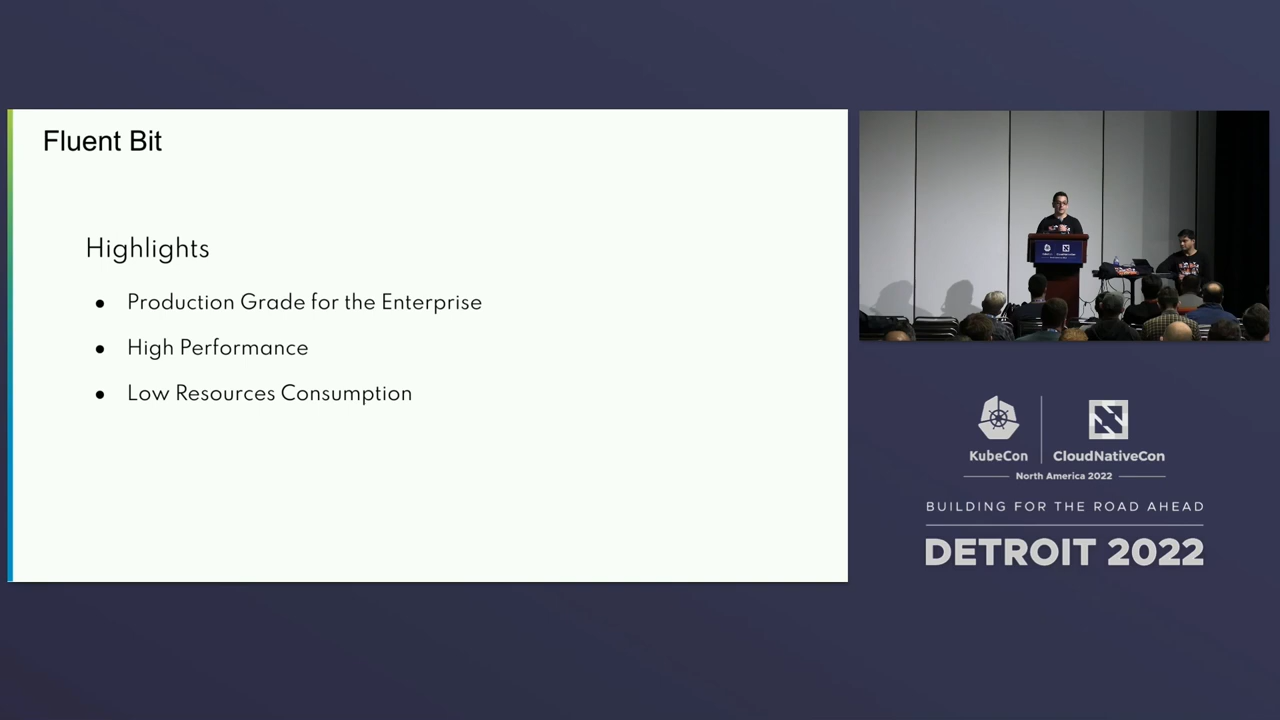 Fluent Bit
Highlights
● Production Grade for the Enterprise
● High Performance
● Low Resources Consumption
KubeCon
CloudNativeCon
North America 2022
BUILDING FOR THE ROAD AHEAD
DETROIT 2022